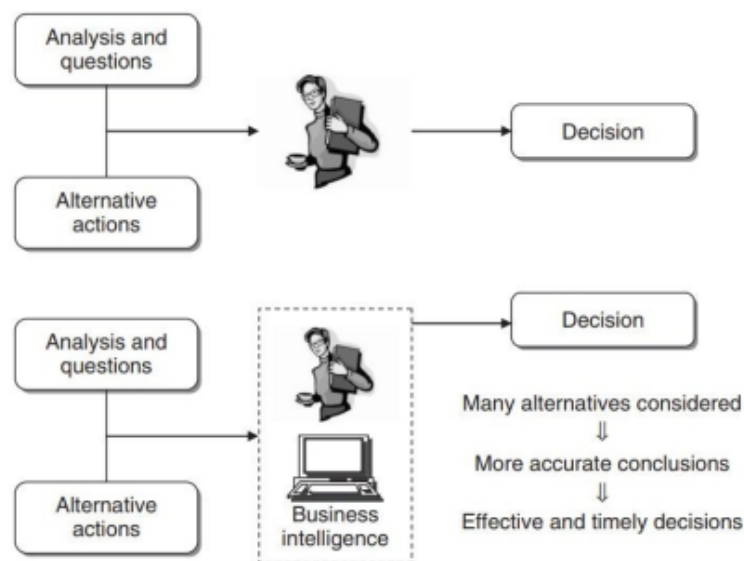 Analysis and
questions
Decision
Alternative
actions
Analysis and
questions
Decision
Many alternatives considered
⇓
More accurate conclusions
⇓
Effective and timely decisions
Alternative
actions
Business
intelligence